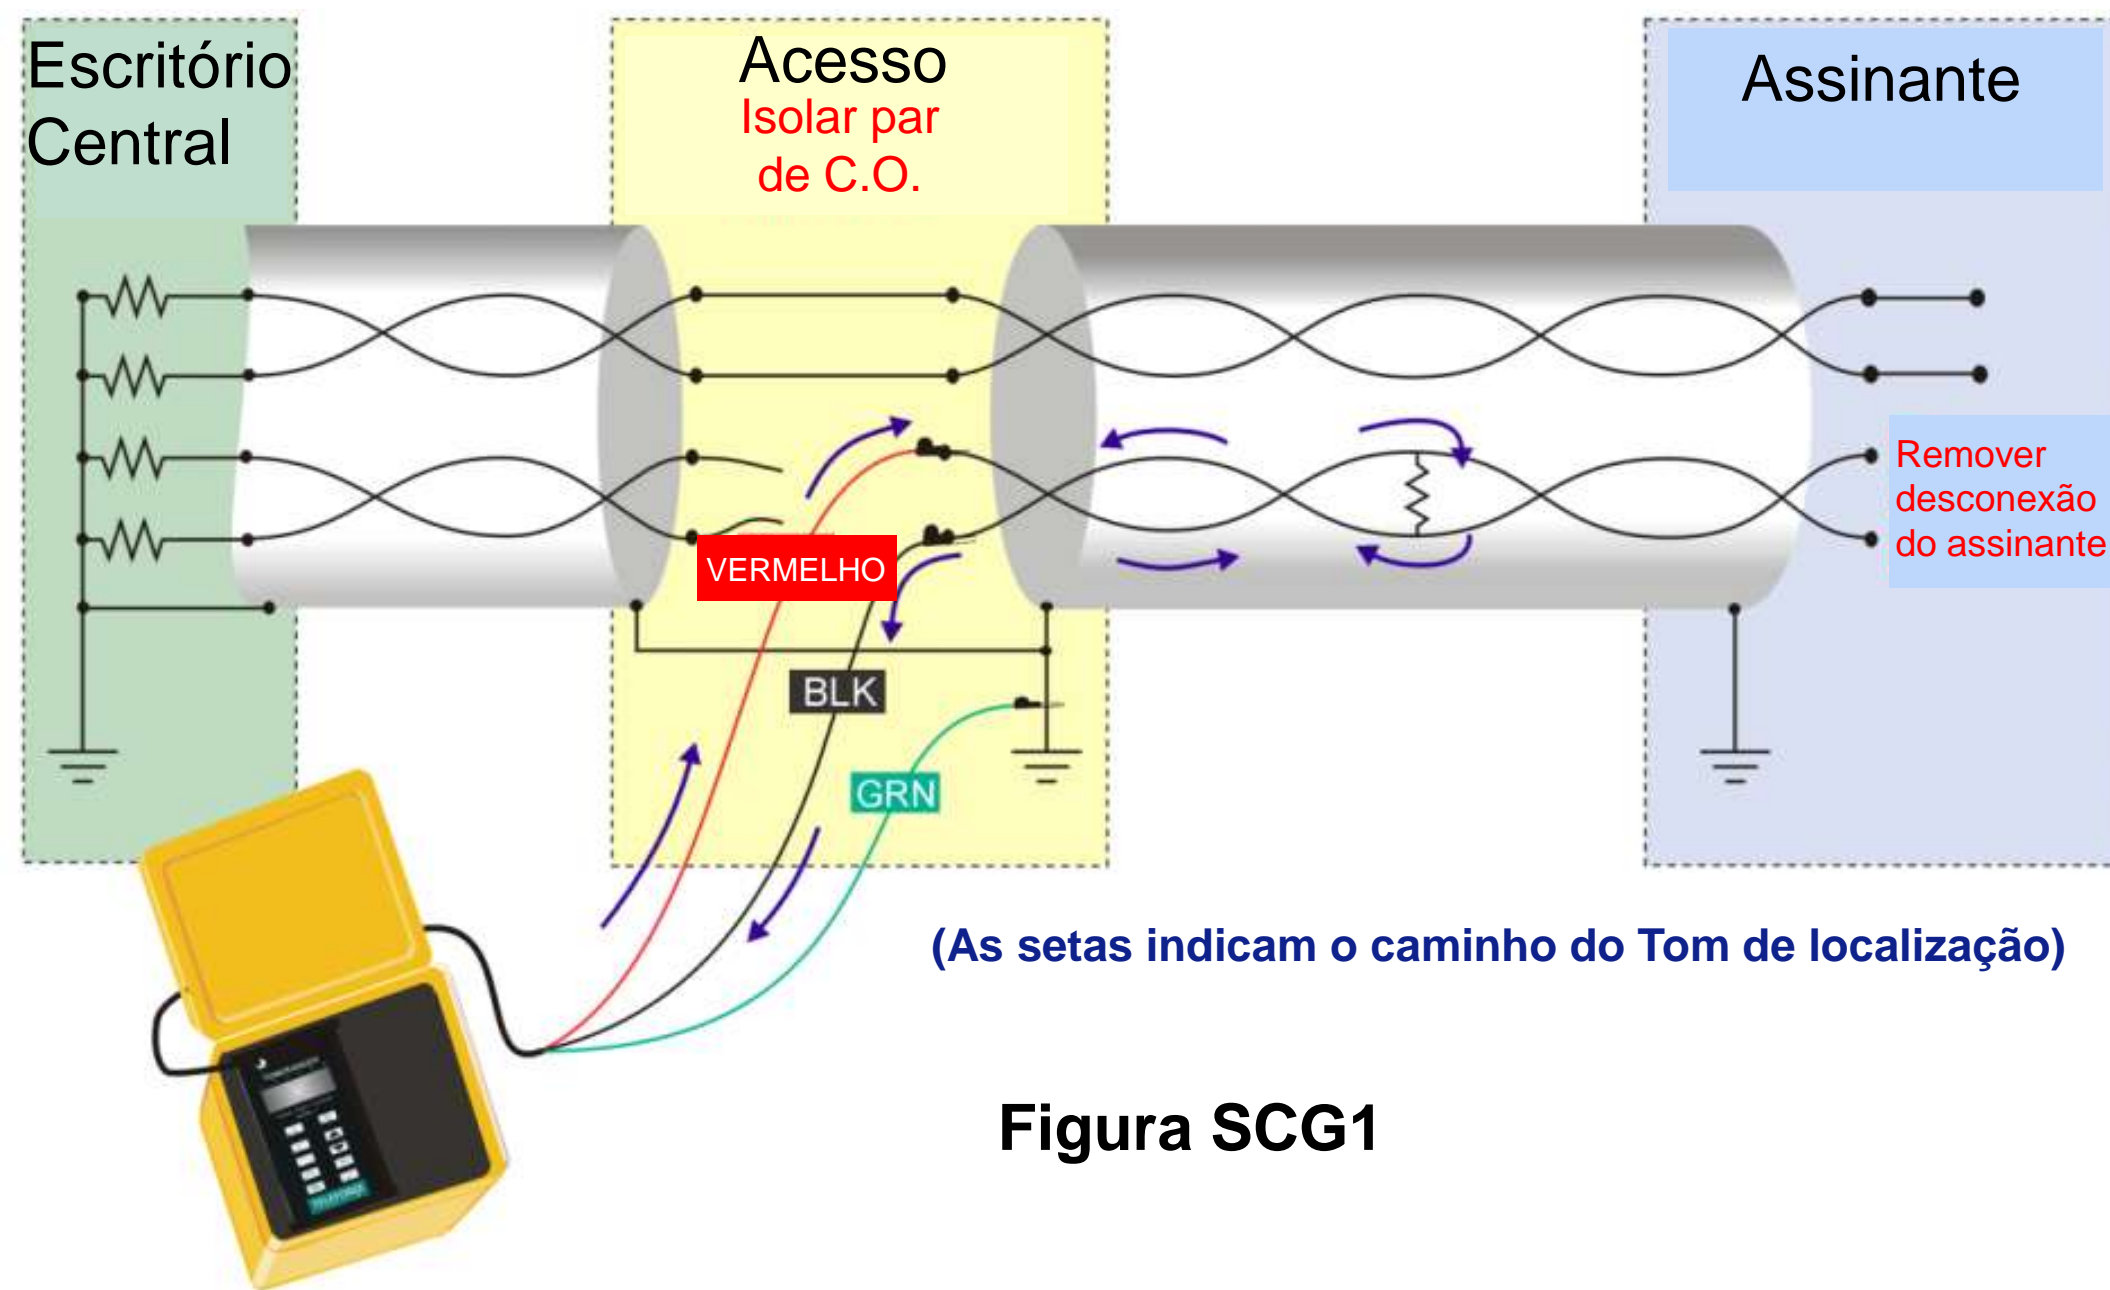 Escritório
Central
Acesso
Isolar par
de C.O.
Assinante
Remover
desconexão
do assinante
VERMELHO
BLK
GRN
(As setas indicam o caminho do Tom de localização)
Figura SCG1